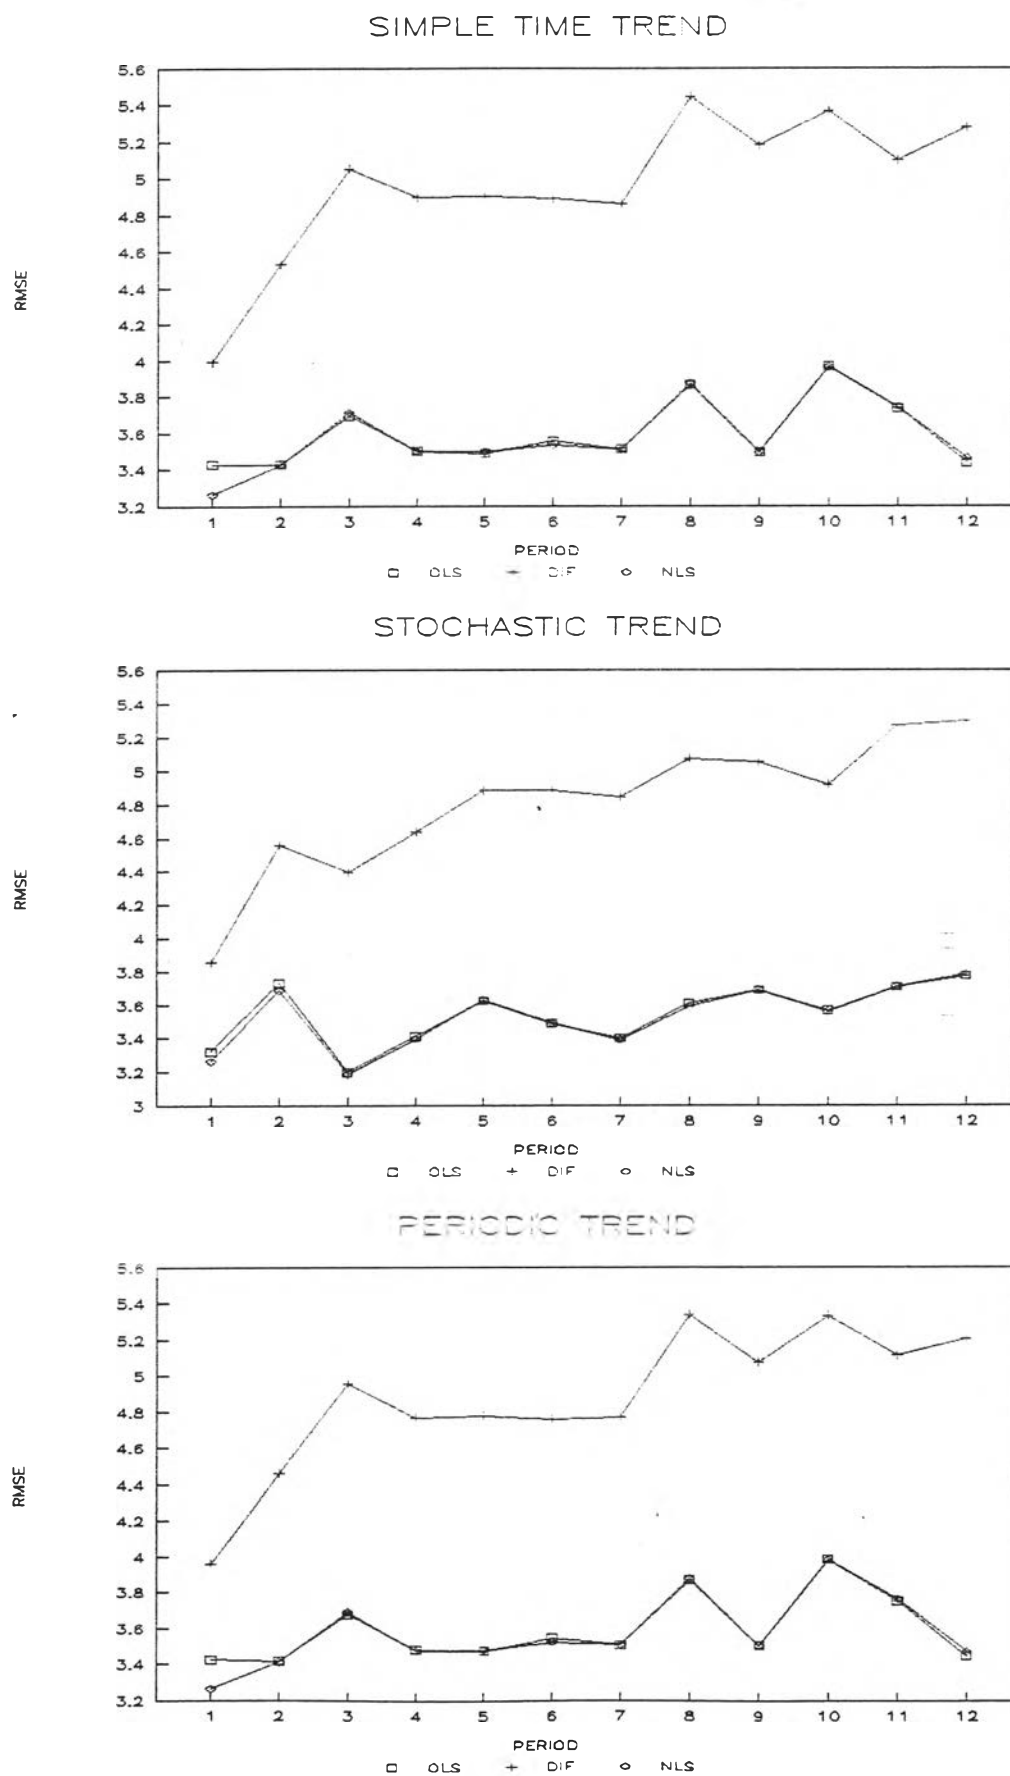 SIMPLE TIME TREND
5.6
5.4
5.2
5
4.8
4.6
4.4
4.2
4
3.8
3.6
3.4
3.2
RMSE
1 2 3 4 5 6 7 8 9 10 11 12
PERIOD
OLS DIF NLS
STOCHASTIC TREND
5.6
5.4
5.2
5
4.8
4.6
4.4
4.2
4
3.8
3.6
3.4
3.2
3
RMSE
1 2 3 4 5 6 7 8 9 10 11 12
PERIOD
OLS DIF NLS
PERIODIC TREND
5.6
5.4
5.2
5
4.8
4.6
4.4
4.2
4
3.8
3.6
3.4
3.2
RMSE
1 2 3 4 5 6 7 8 9 10 11 12
PERIOD
OLS DIF NLS